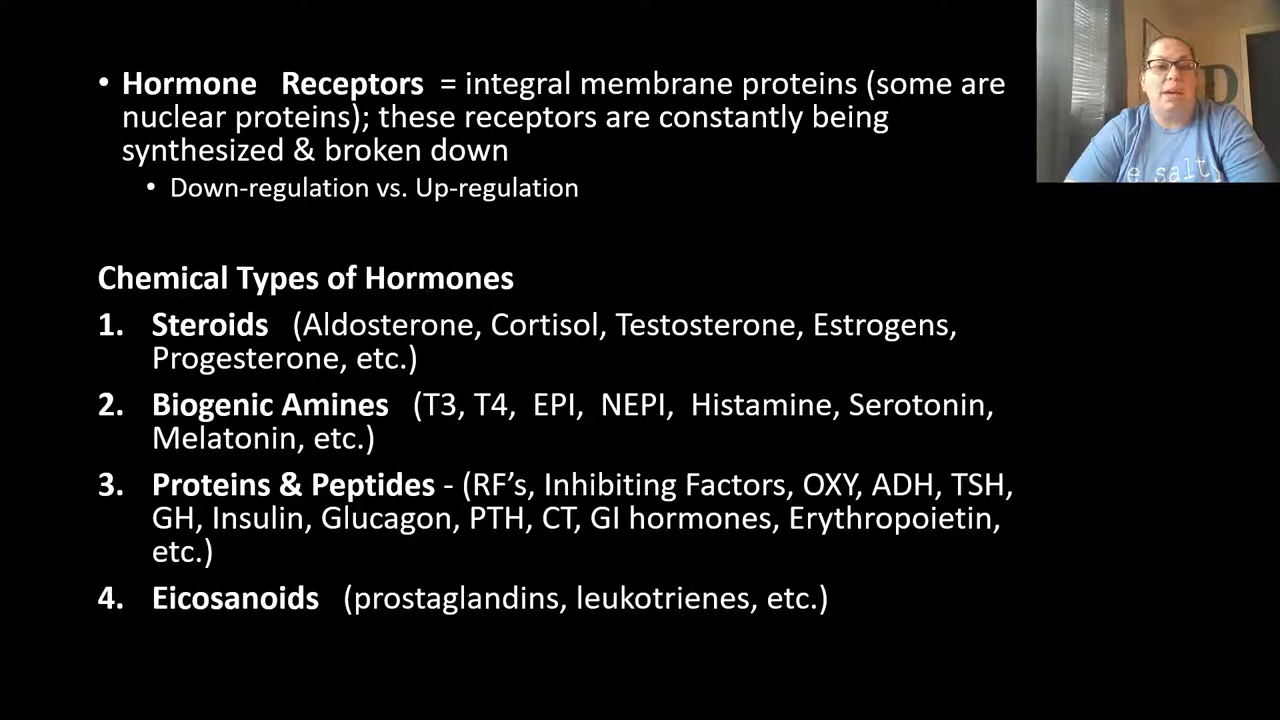 • Hormone Receptors = integral membrane proteins (some are
nuclear proteins); these receptors are constantly being
synthesized & broken down
• Down-regulation vs. Up-regulation
Chemical Types of Hormones
1. Steroids (Aldosterone, Cortisol, Testosterone, Estrogens,
Progesterone, etc.)
2. Biogenic Amines (T3, T4, EPI, NEPI, Histamine, Serotonin,
Melatonin, etc.)
3. Proteins & Peptides - (RF’s, Inhibiting Factors, OXY, ADH, TSH,
GH, Insulin, Glucagon, PTH, CT, GI hormones, Erythropoietin,
etc.)
4. Eicosanoids (prostaglandins, leukotrienes, etc.)
D
e salty